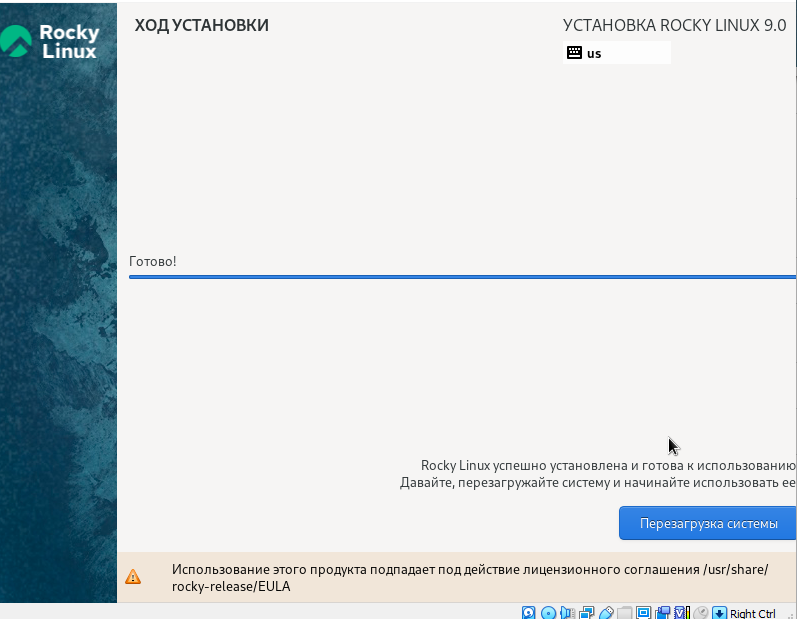 Rocky
Linux
ХОД УСТАНОВКИ
УСТАНОВКА ROCKY LINUX 9.0
us
Готово!
Rocky Linux успешно установлена и готова к использованию
Давайте, перезагружайте систему и начинайте использовать ее
Перезагрузка системы
Использование этого продукта подпадает под действие лицензионного соглашения /usr/share/
rocky-release/EULA
Right Ctrl